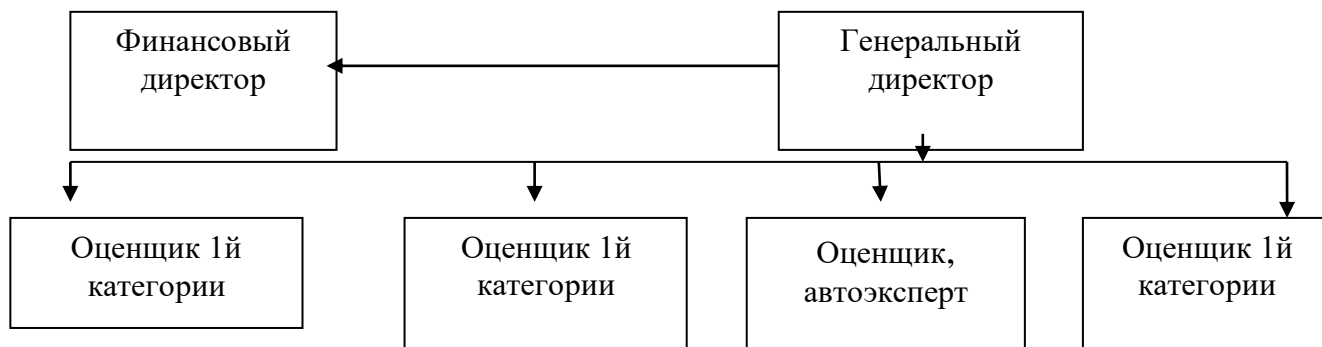 Финансовый
директор
Генеральный
директор
Оценщик 1й
категории
Оценщик 1й
категории
Оценщик,
автоэксперт
Оценщик 1й
категории